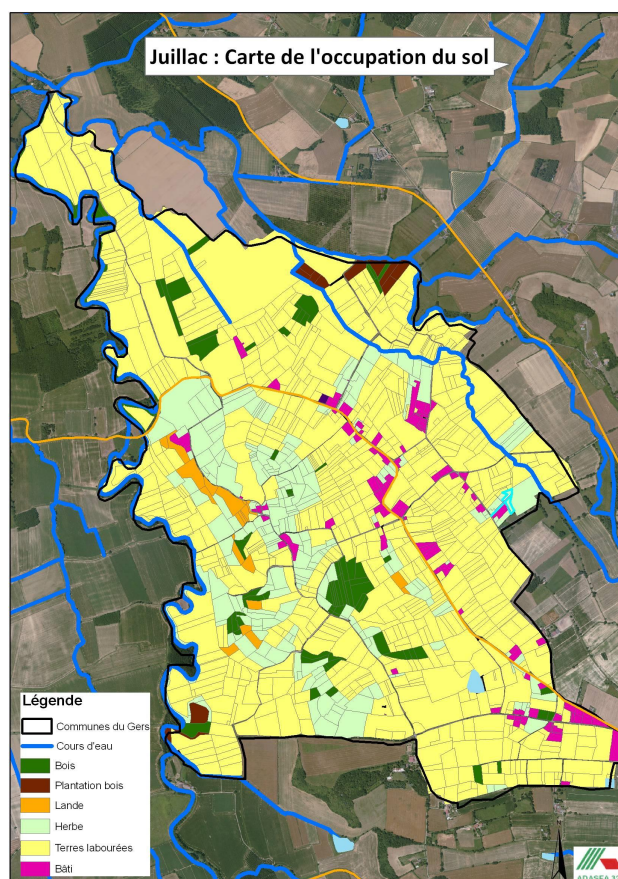 Juillac : Carte de l'occupation du sol
Légende
Communes du Gers
Cours d'eau
Bois
Plantation bois
Lande
Herbe
Terres labourées
Bâti